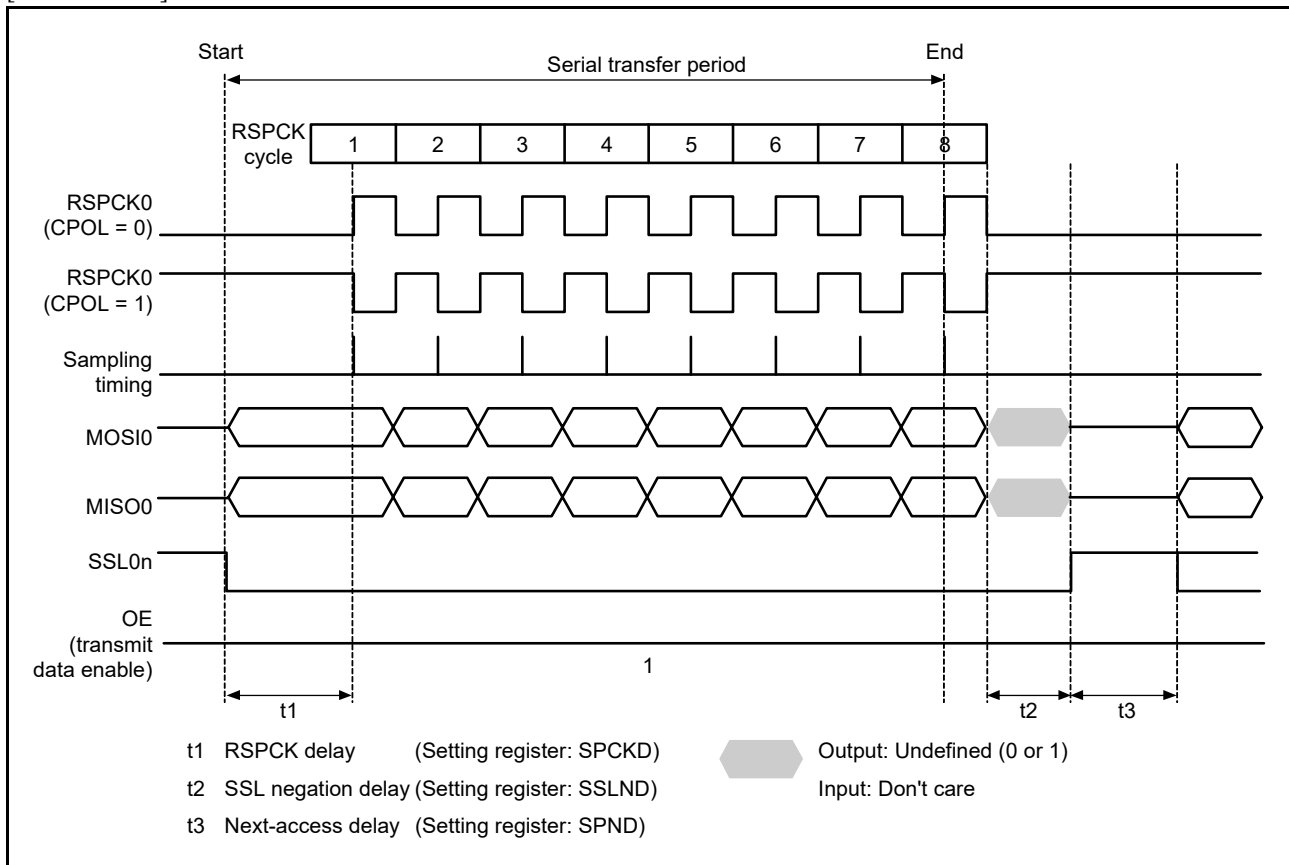 Start
End
Serial transfer period
RSPCK
cycle
1 2 3 4 5 6 7 8
RSPCK0
(CPOL = 0)
RSPCK0
(CPOL = 1)
Sampling
timing
MOSI0
MISO0
SSL0n
OE
(transmit
data enable)
1
t1
t2
t3
t1 RSPCK delay (Setting register: SPCKD)
t2 SSL negation delay (Setting register: SSLND)
t3 Next-access delay (Setting register: SPND)
Output: Undefined (0 or 1)
Input: Don't care